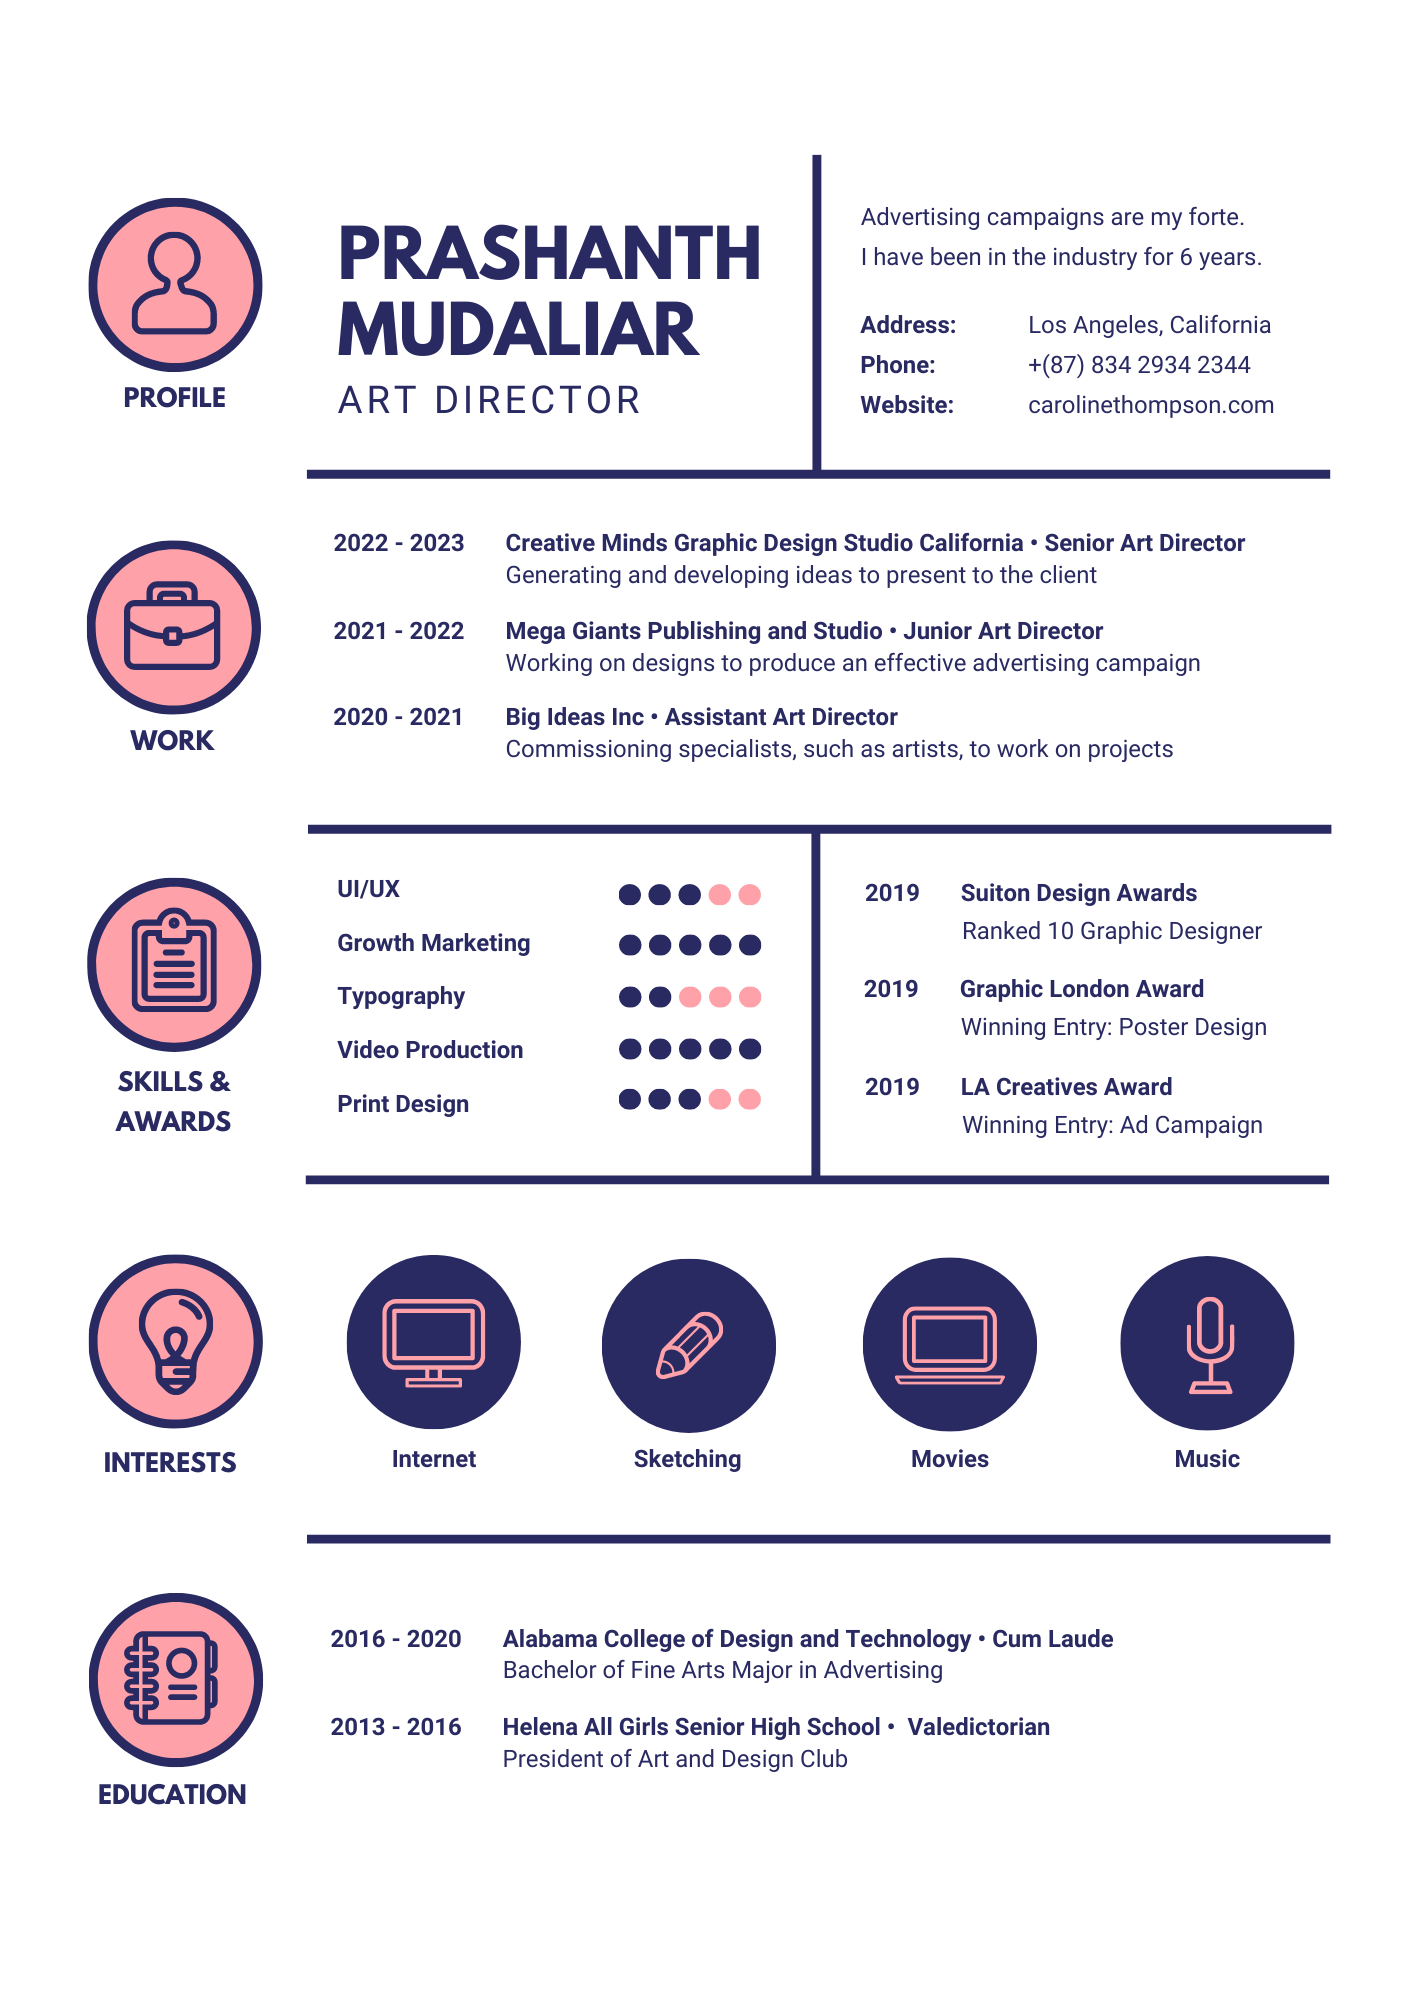 PROFILE
PRASHANTH
MUDALIAR
ART DIRECTOR
Advertising campaigns are my forte.
I have been in the industry for 6 years.
Address: Los Angeles, California
Phone: +(87) 834 2934 2344
Website: carolinethompson.com
WORK
2022 - 2023 Creative Minds Graphic Design Studio California • Senior Art Director
Generating and developing ideas to present to the client
2021 - 2022 Mega Giants Publishing and Studio • Junior Art Director
Working on designs to produce an effective advertising campaign
2020 - 2021 Big Ideas Inc • Assistant Art Director
Commissioning specialists, such as artists, to work on projects
SKILLS &
AWARDS
UI/UX
Growth Marketing
Typography
Video Production
Print Design
2019 Suiton Design Awards
Ranked 10 Graphic Designer
2019 Graphic London Award
Winning Entry: Poster Design
2019 LA Creatives Award
Winning Entry: Ad Campaign
INTERESTS
Internet
Sketching
Movies
Music
EDUCATION
2016 - 2020 Alabama College of Design and Technology • Cum Laude
Bachelor of Fine Arts Major in Advertising
2013 - 2016 Helena All Girls Senior High School • Valedictorian
President of Art and Design Club